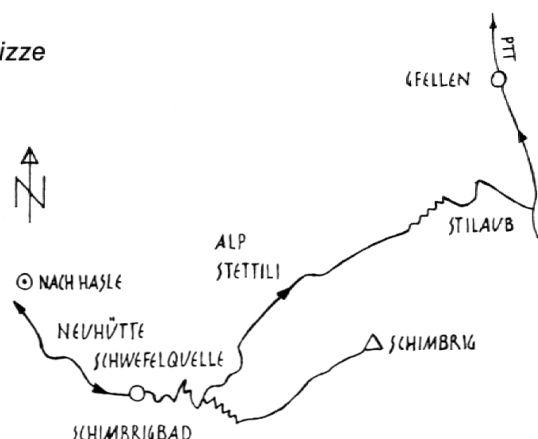 izze
PTT
GFELLEN
N
STILAUB
ALP
STETTILI
NACH HASLE
NEUHÜTTE
SCHWEFELQUELLE
SCHIMBRIG
SCHIMBRIGBAD